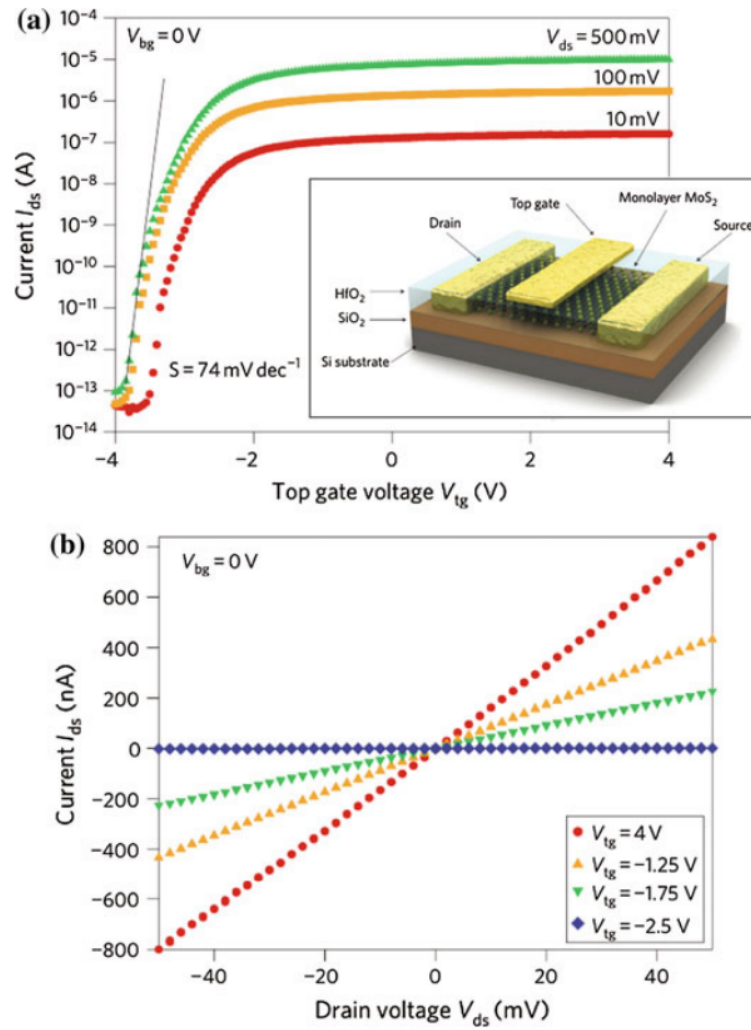 (a)
V_bg = 0 V
V_ds = 500 mV
100 mV
10 mV
10⁻⁵
10⁻⁶
10⁻⁷
10⁻⁸
10⁻⁹
10⁻¹⁰
10⁻¹¹
10⁻¹²
10⁻¹³
10⁻¹⁴
Current I_ds (A)
S = 74 mV dec⁻¹
Top gate
Monolayer MoS₂
Drain
Source
HfO₂
SiO₂
Si substrate
−4 −2 0 2 4
Top gate voltage V_tg (V)
(b)
V_bg = 0 V
800
600
400
200
0
−200
−400
−600
−800
Current I_ds (nA)
V_tg = 4 V
V_tg = −1.25 V
V_tg = −1.75 V
V_tg = −2.5 V
−40 −20 0 20 40
Drain voltage V_ds (mV)